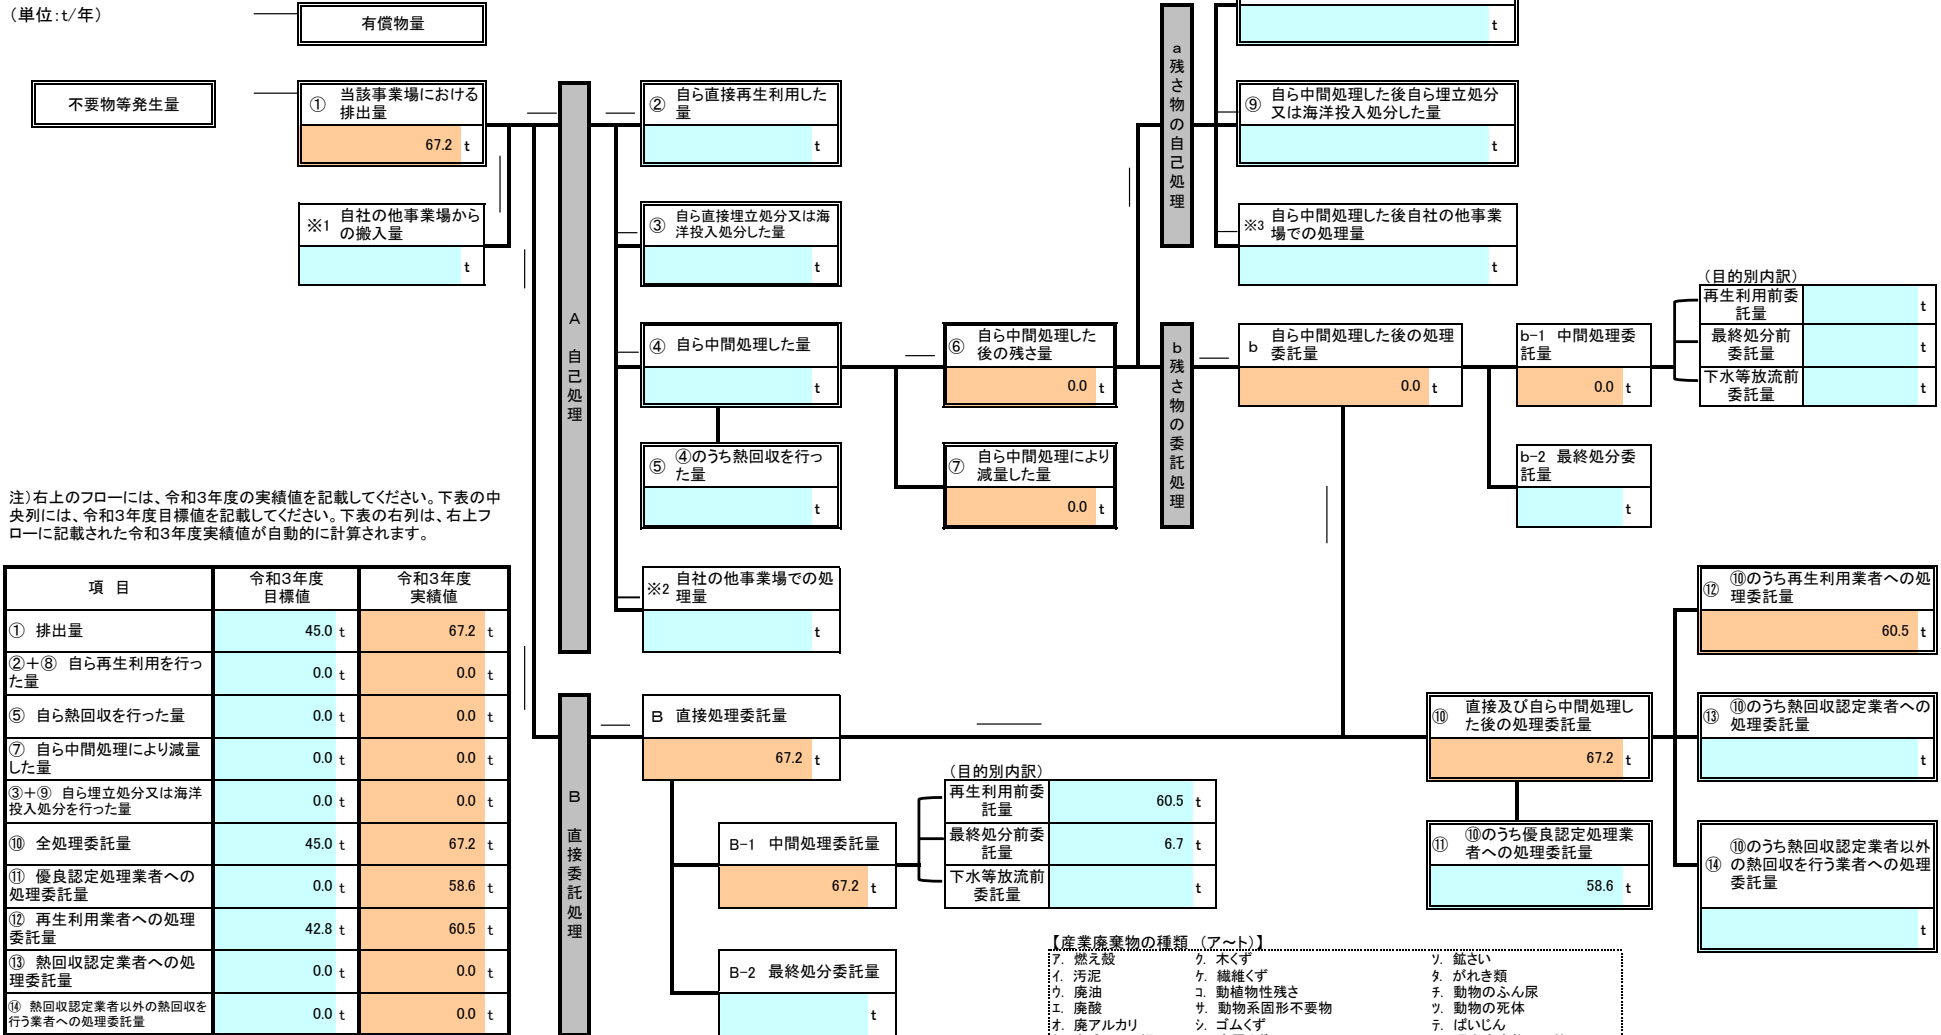 (単位:t/年)
有償物量
t
不要物等発生量
① 当該事業場における
排出量
67.2 t
② 自ら直接再生利用した
量
t
a
残さ物の自己処理
⑨ 自ら中間処理した後自ら埋立処分
又は海洋投入処分した量
t
※1 自社の他事業場から
の搬入量
t
③ 自ら直接埋立処分又は海
洋投入処分した量
t
※3 自ら中間処理した後自社の他事業
場での処理量
t
A
自己処理
④ 自ら中間処理した量
t
⑥ 自ら中間処理した
後の残さ量
0.0 t
b
残さ物の委託処理
b 自ら中間処理した後の処理
委託量
0.0 t
b-1 中間処理委
託量
0.0 t
(目的別内訳)
再生利用前委
託量
t
最終処分前
委託量
t
下水等放流前
委託量
t
⑤ ④のうち熱回収を行っ
た量
t
⑦ 自ら中間処理により
減量した量
0.0 t
b-2 最終処分委
託量
t
注)右上のフローには、令和3年度の実績値を記載してください。下表の中
央列には、令和3年度目標値を記載してください。下表の右列は、右上フ
ローに記載された令和3年度実績値が自動的に計算されます。
※2 自社の他事業場での処
理量
t
項 目
令和3年度
目標値
令和3年度
実績値
① 排出量
45.0 t
67.2 t
②+⑧ 自ら再生利用を行っ
た量
0.0 t
0.0 t
⑤ 自ら熱回収を行った量
0.0 t
0.0 t
⑦ 自ら中間処理により減量
した量
0.0 t
0.0 t
③+⑨ 自ら埋立処分又は海洋
投入処分を行った量
0.0 t
0.0 t
⑩ 全処理委託量
45.0 t
67.2 t
⑪ 優良認定処理業者への
処理委託量
0.0 t
58.6 t
⑫ 再生利用業者への処理
委託量
42.8 t
60.5 t
⑬ 熱回収認定業者への処
理委託量
0.0 t
0.0 t
⑭ 熱回収認定業者以外の熱回収を
行う業者への処理委託量
0.0 t
0.0 t
B
直接委託処理
B 直接処理委託量
67.2 t
B-1 中間処理委託量
67.2 t
(目的別内訳)
再生利用前委
託量
60.5 t
最終処分前委
託量
6.7 t
下水等放流前
委託量
t
B-2 最終処分委託量
t
⑩ 直接及び自ら中間処理し
た後の処理委託量
67.2 t
⑪ ⑩のうち優良認定処理業
者への処理委託量
58.6 t
⑫ ⑩のうち再生利用業者への処
理委託量
60.5 t
⑬ ⑩のうち熱回収認定業者への
処理委託量
t
⑭ ⑩のうち熱回収認定業者以外
の熱回収を行う業者への処理
委託量
t
【産業廃棄物の種類 (ア~ト)】
ア. 燃え殻 ク. 木くず ソ. 鉱さい
イ. 汚泥 ケ. 繊維くず タ. がれき類
ウ. 廃油 コ. 動植物性残さ チ. 動物のふん尿
エ. 廃酸 サ. 動物系固形不要物 ツ. 動物の死体
オ. 廃アルカリ シ. ゴムくず テ. ばいじん